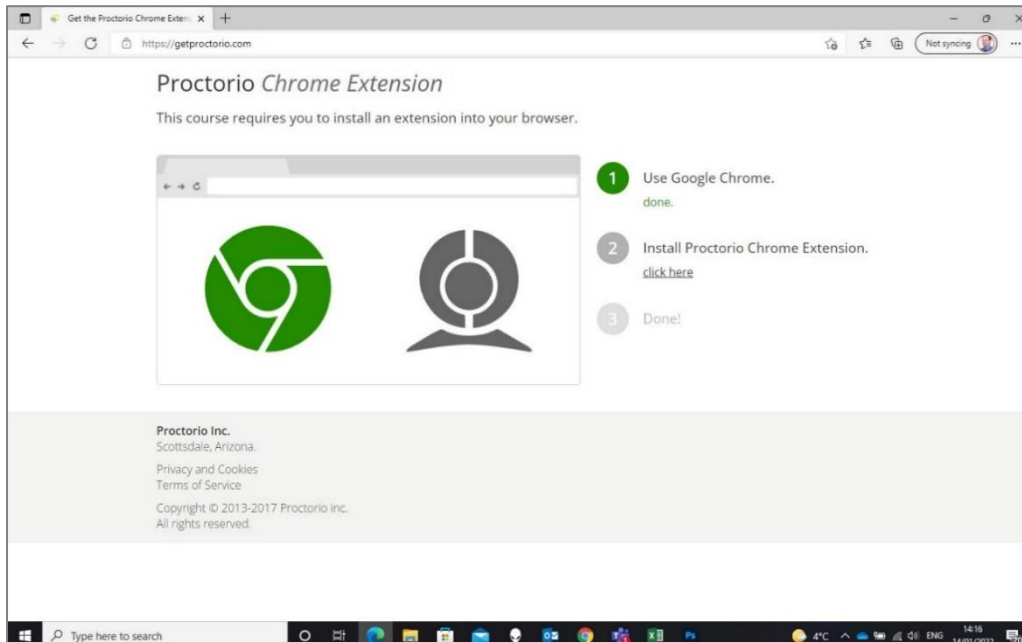 Get the Proctorio Chrome Exten
https://getproctorio.com
Not syncing
Proctorio Chrome Extension
This course requires you to install an extension into your browser.
1 Use Google Chrome.
done.
2 Install Proctorio Chrome Extension.
click here
3 Done!
Proctorio Inc.
Scottsdale, Arizona.
Privacy and Cookies
Terms of Service
Copyright © 2013-2017 Proctorio inc.
All rights reserved.
Type here to search
4°C
ENG
14:16
14/01/2022